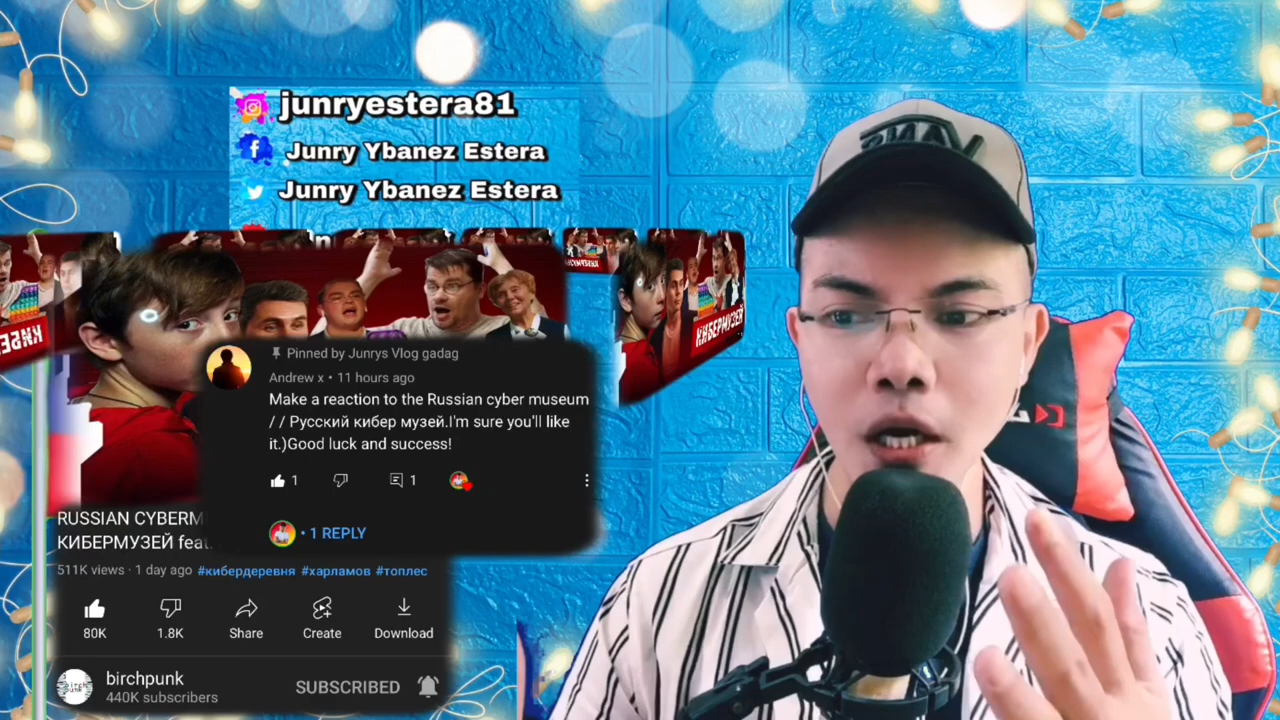 junryestera81
Junry Ybanez Estera
Junry Ybanez Estera
VANS
КИБЕРМУЗЕЙ
КИБЕРМУЗЕЙ
Pinned by Junrys Vlog gadag
Andrew x • 11 hours ago
Make a reaction to the Russian cyber museum
/ / Русский кибер музей.I'm sure you'll like
it.)Good luck and success!
1
1
• 1 REPLY
RUSSIAN CYBERM
КИБЕРМУЗЕЙ feat.
511K views · 1 day ago #кибердеревня #харламов #топлес
80K
1.8K
Share
Create
Download
birchpunk
440K subscribers
SUBSCRIBED